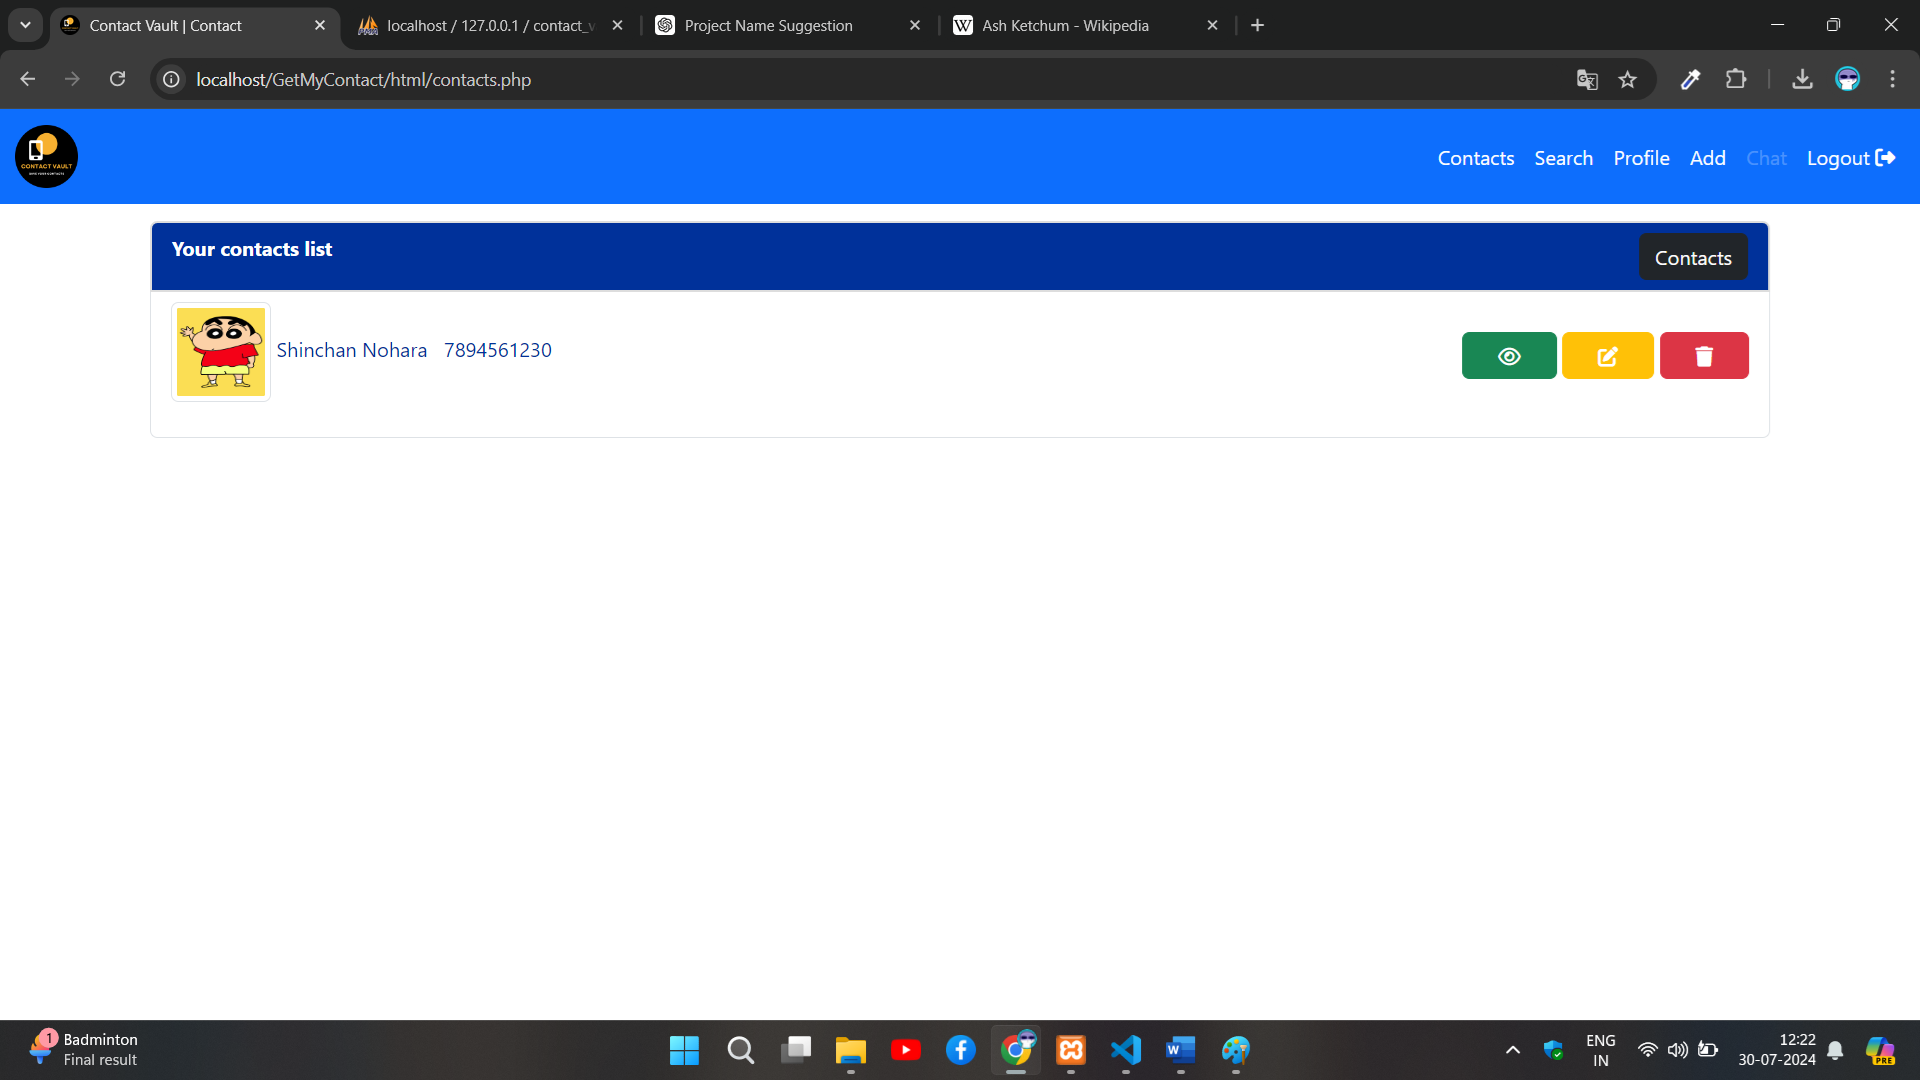 Contact Vault | Contact
localhost / 127.0.0.1 / contact_v
Project Name Suggestion
W Ash Ketchum - Wikipedia
localhost/GetMyContact/html/contacts.php
CONTACT VAULT
Contacts Search Profile Add Chat Logout
Your contacts list
Contacts
Shinchan Nohara 7894561230
1
Badminton
Final result
W
ENG
IN
12:22
30-07-2024
PRE